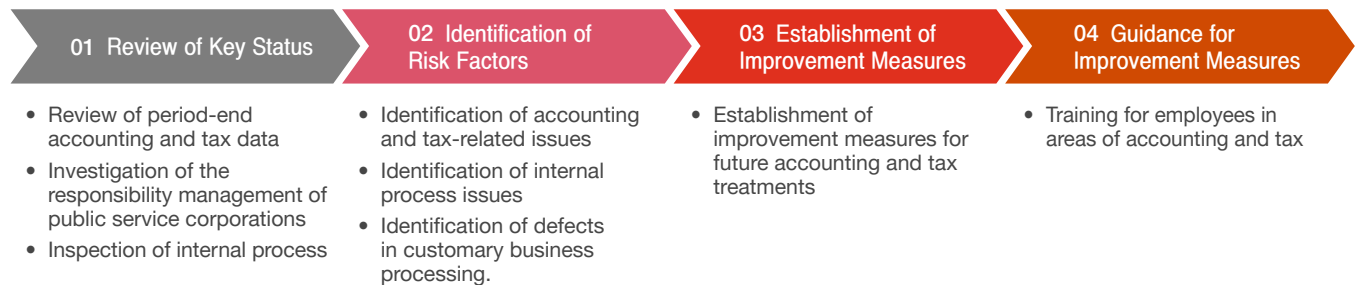 01 Review of Key Status
02 Identification of
Risk Factors
03 Establishment of
Improvement Measures
04 Guidance for
Improvement Measures
• Review of period-end
accounting and tax data
• Investigation of the
responsibility management of
public service corporations
• Inspection of internal process
• Identification of accounting
and tax-related issues
• Identification of internal
process issues
• Identification of defects
in customary business
processing.
• Establishment of
improvement measures for
future accounting and tax
treatments
• Training for employees in
areas of accounting and tax